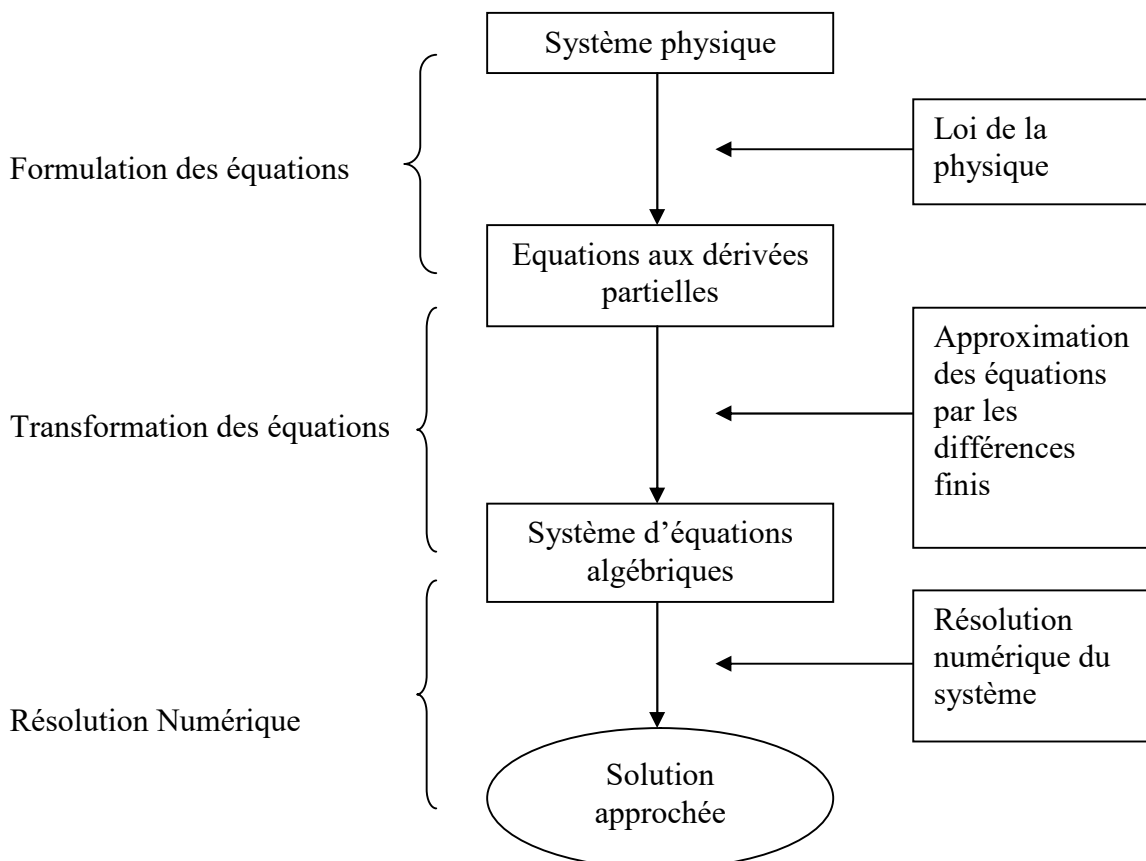 Système physique
Loi de la
physique
Formulation des équations
Equations aux dérivées
partielles
Approximation
des équations
par les
différences
finis
Transformation des équations
Système d’équations
algébriques
Résolution
numérique du
système
Résolution Numérique
Solution
approchée